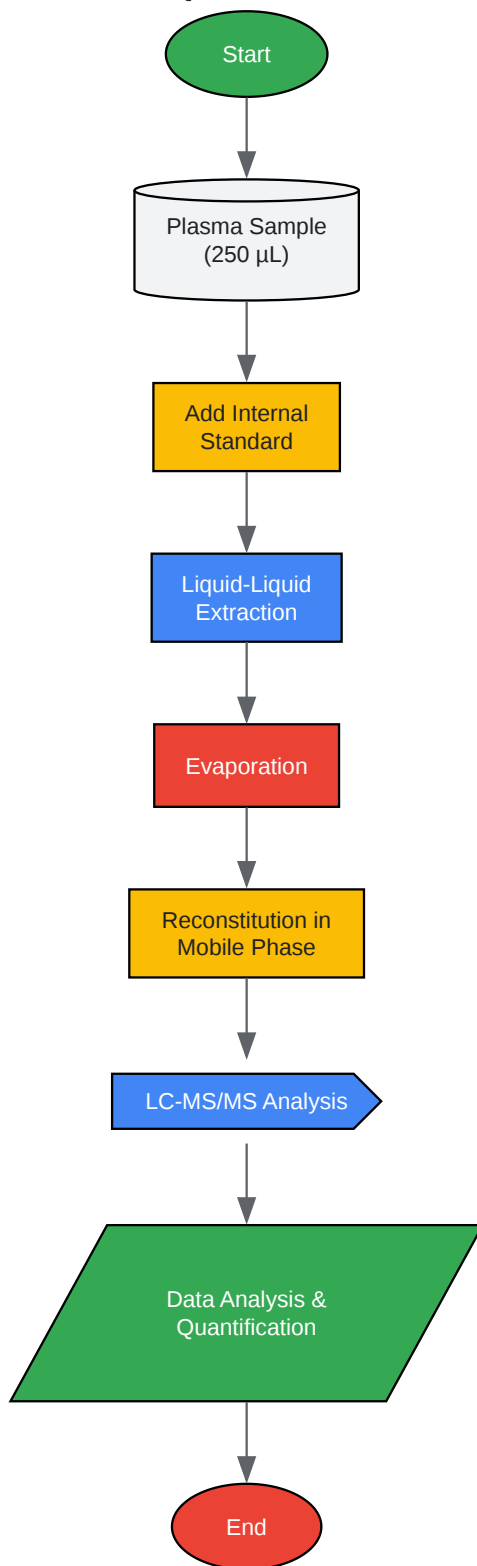 Start
Plasma Sample
(250 µL)
Add Internal
Standard
Liquid-Liquid
Extraction
Evaporation
Reconstitution in
Mobile Phase
LC-MS/MS Analysis
Data Analysis &
Quantification
End